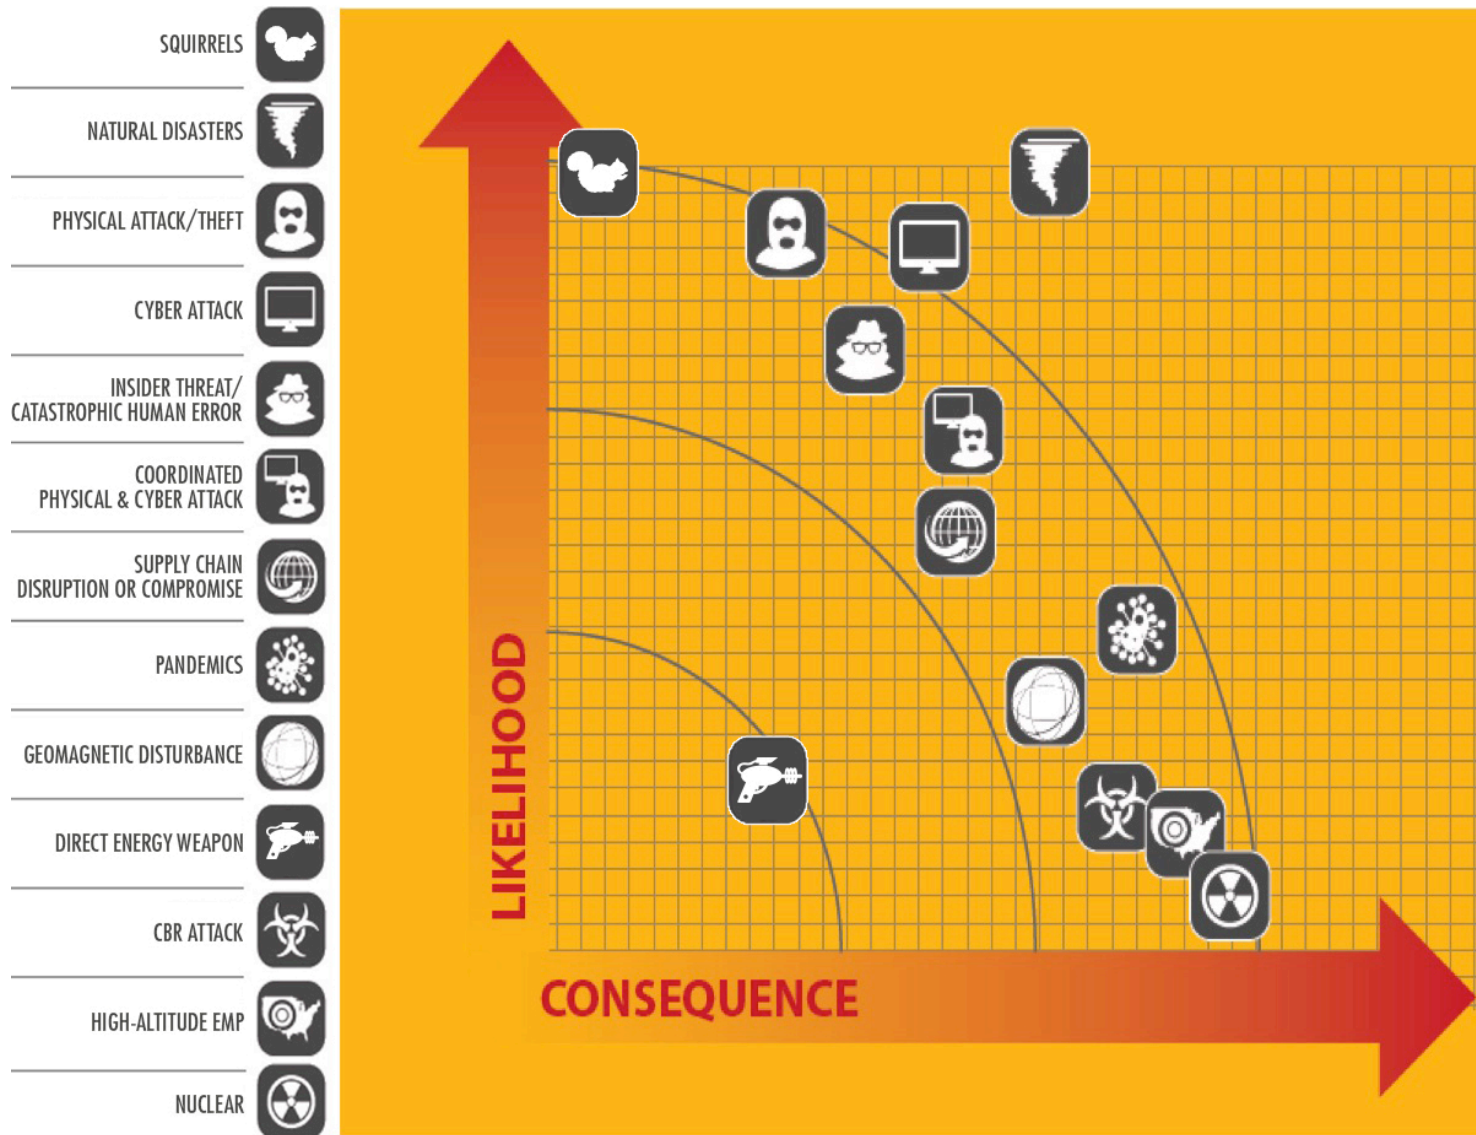 SQUIRRELS
NATURAL DISASTERS
PHYSICAL ATTACK/THEFT
CYBER ATTACK
INSIDER THREAT/
CATASTROPHIC HUMAN ERROR
COORDINATED
PHYSICAL & CYBER ATTACK
SUPPLY CHAIN
DISRUPTION OR COMPROMISE
PANDEMICS
GEOMAGNETIC DISTURBANCE
DIRECT ENERGY WEAPON
CBR ATTACK
HIGH-ALTITUDE EMP
NUCLEAR
LIKELIHOOD
CONSEQUENCE